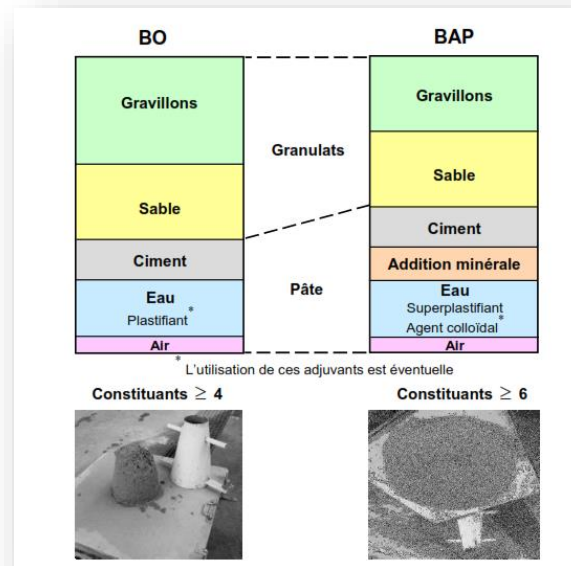 BO BAP
Gravillons
Gravillons
Granulats
Sable
Sable
Ciment
Ciment
Addition minérale
Eau
Plastifiant*
Pâte
Eau
Superplastifiant
Agent colloïdal*
Air
Air
* L'utilisation de ces adjuvants est éventuelle
Constituants ≥ 4
Constituants ≥ 6